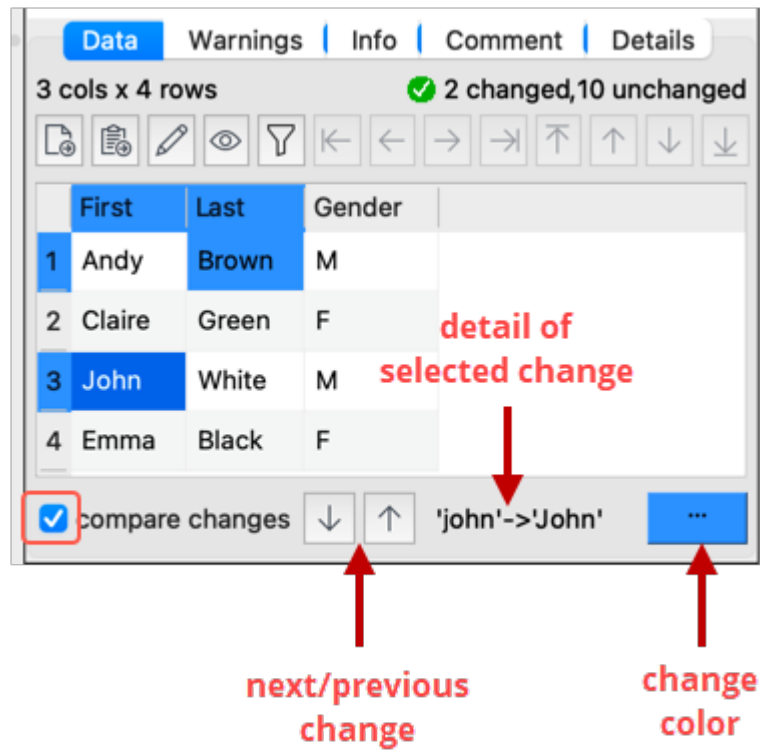 Data Warnings Info Comment Details
3 cols x 4 rows 2 changed,10 unchanged
First Last Gender
1 Andy Brown M
2 Claire Green F
3 John White M
4 Emma Black F
detail of
selected change
compare changes 'john'->'John' ...
next/previous
change
change
color